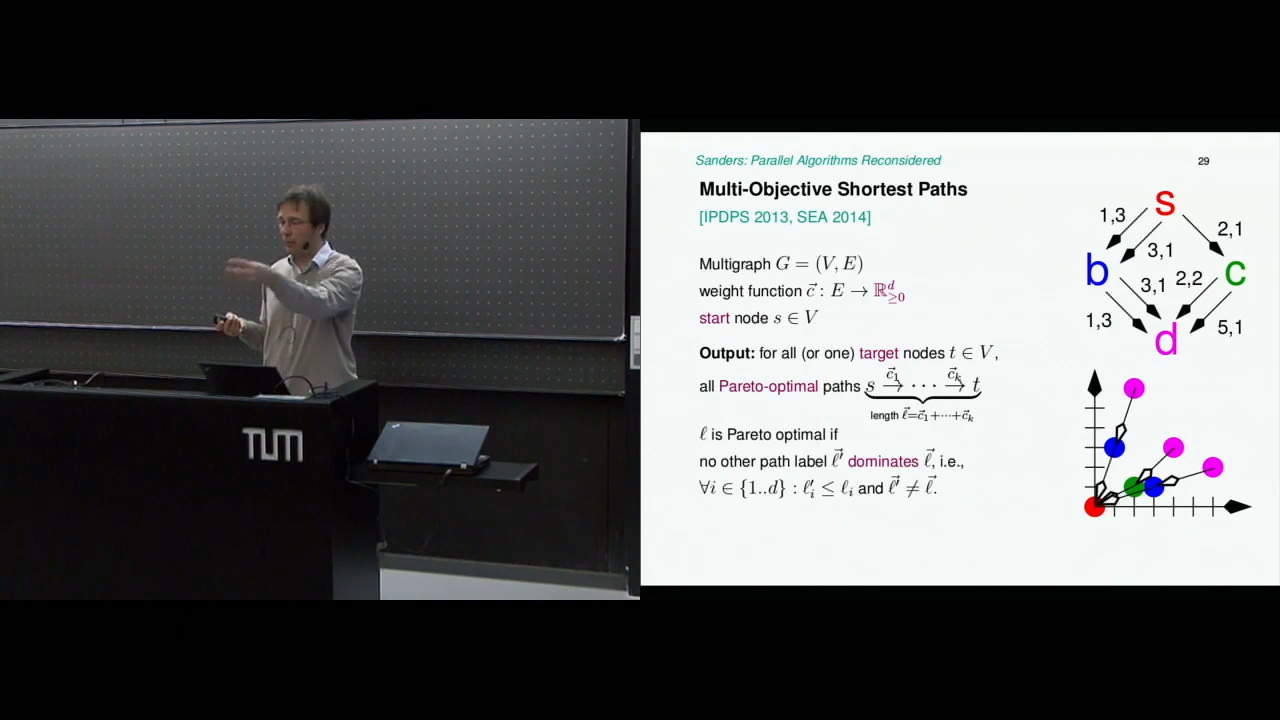 TUM
Sanders: Parallel Algorithms Reconsidered 29
Multi-Objective Shortest Paths
[IPDPS 2013, SEA 2014]
Multigraph G = (V, E)
weight function c⃗ : E → ℝ^d_≥0
start node s ∈ V
Output: for all (or one) target nodes t ∈ V,
all Pareto-optimal paths s →^c⃗₁ · · · →^c⃗ₖ t
length ℓ⃗=c⃗₁+···+c⃗ₖ
ℓ is Pareto optimal if
no other path label ℓ⃗′ dominates ℓ⃗, i.e.,
∀i ∈ {1..d} : ℓ′ᵢ ≤ ℓᵢ and ℓ⃗′ ≠ ℓ⃗.
s
1,3
2,1
3,1
b
c
3,1
2,2
1,3
5,1
d